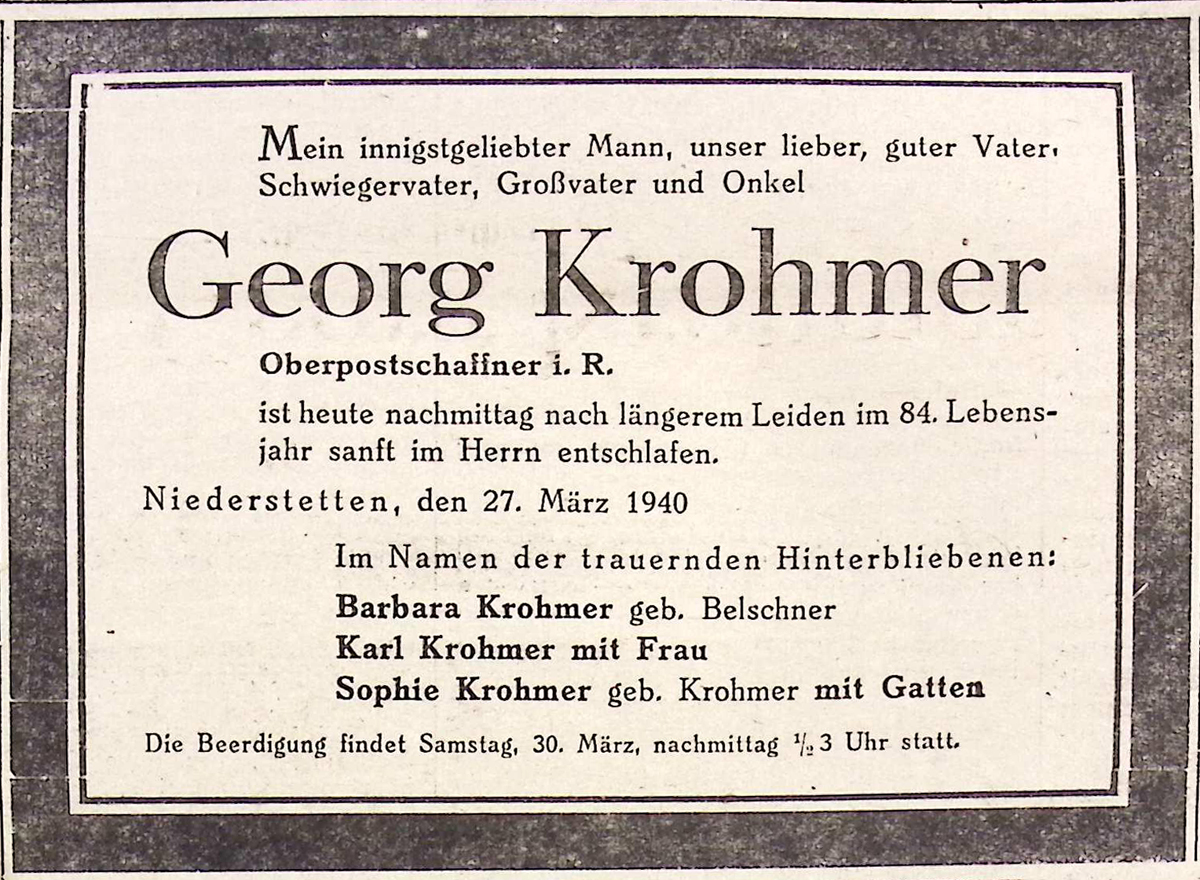 Mein innigstgeliebter Mann, unser lieber, guter Vater,
Schwiegervater, Großvater und Onkel
Georg Krohmer
Oberpostschaffner i. R.
ist heute nachmittag nach längerem Leiden im 84. Lebens-
jahr sanft im Herrn entschlafen.
Niederstetten, den 27. März 1940
Im Namen der trauernden Hinterbliebenen:
Barbara Krohmer geb. Belschner
Karl Krohmer mit Frau
Sophie Krohmer geb. Krohmer mit Gatten
Die Beerdigung findet Samstag, 30. März, nachmittag ½3 Uhr statt.